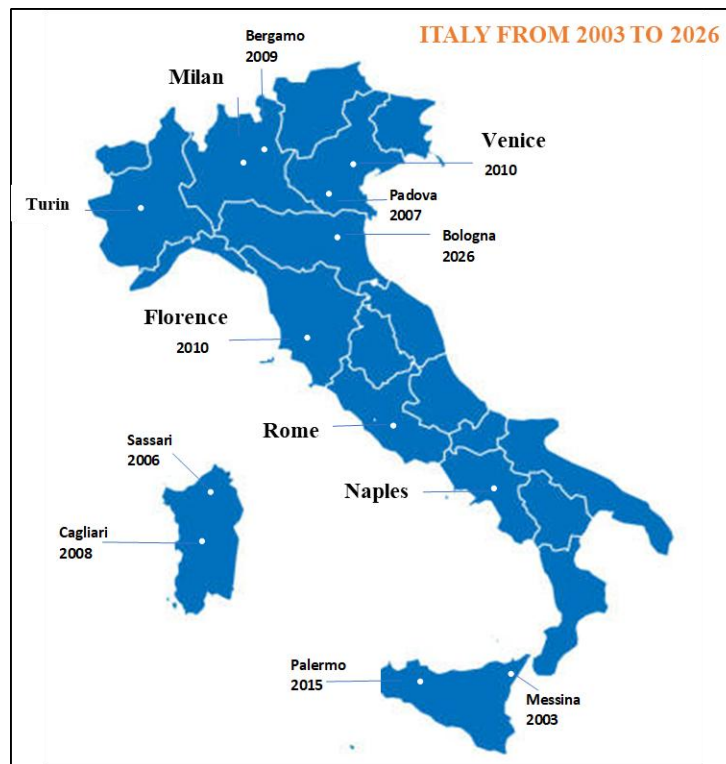 ITALY FROM 2003 TO 2026
Bergamo
2009
Milan
Venice
2010
Turin
Padova
2007
Bologna
2026
Florence
2010
Rome
Sassari
2006
Naples
Cagliari
2008
Palermo
2015
Messina
2003